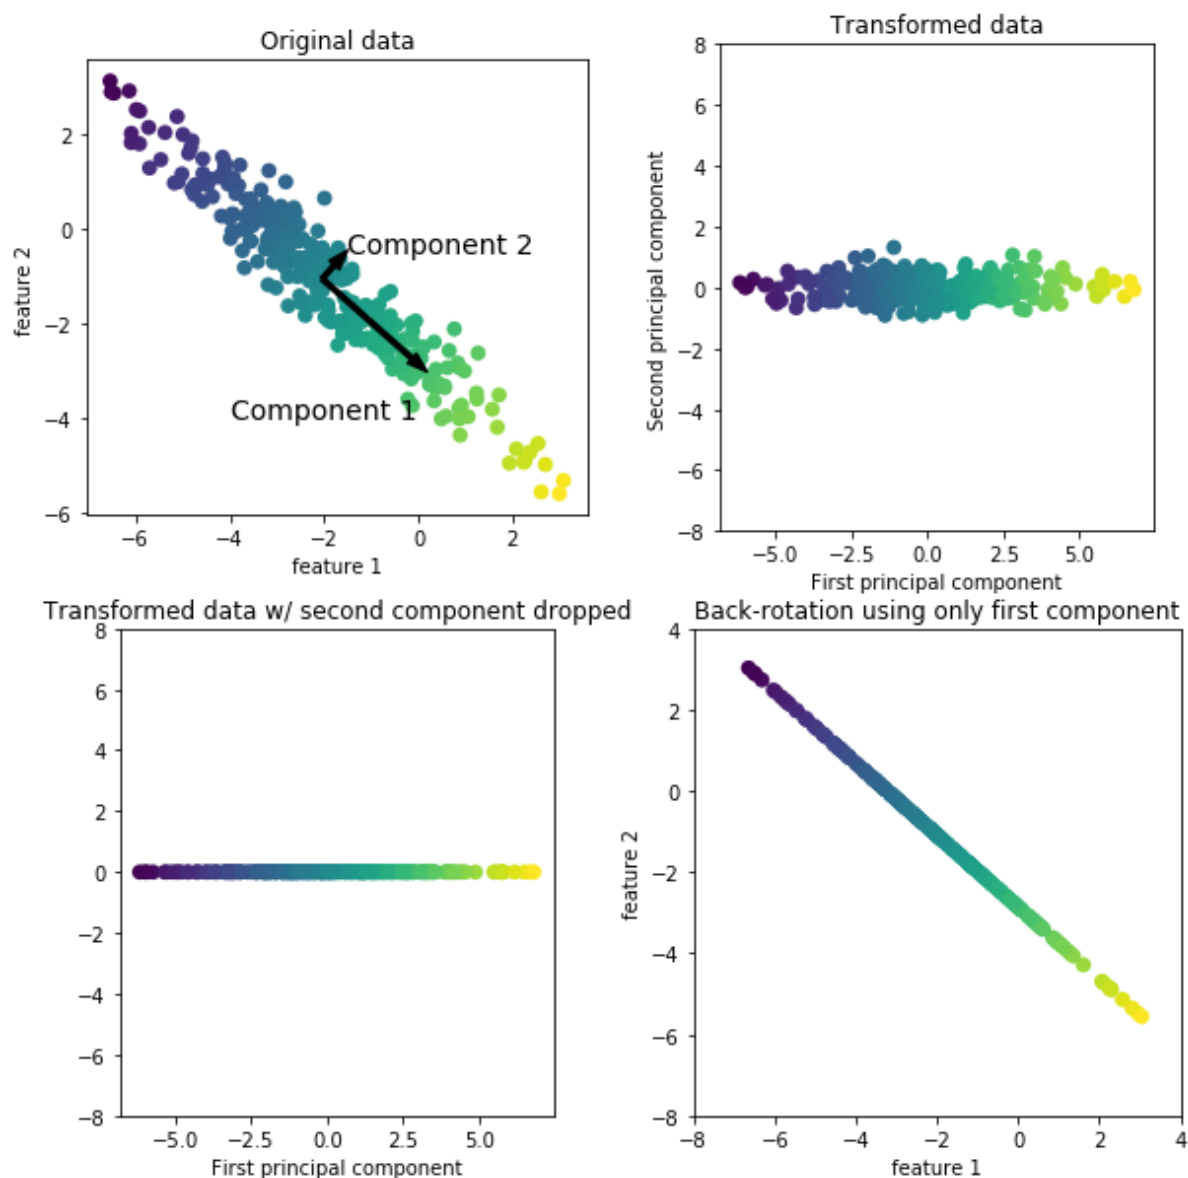 Original data
2
0
−2
−4
−6
feature 2
Component 2
Component 1
−6 −4 −2 0 2
feature 1
Transformed data
8
6
4
2
0
−2
−4
−6
−8
Second principal component
−5.0 −2.5 0.0 2.5 5.0
First principal component
Transformed data w/ second component dropped
8
6
4
2
0
−2
−4
−6
−8
−5.0 −2.5 0.0 2.5 5.0
First principal component
Back-rotation using only first component
4
2
0
−2
−4
−6
−8
feature 2
−8 −6 −4 −2 0 2 4
feature 1